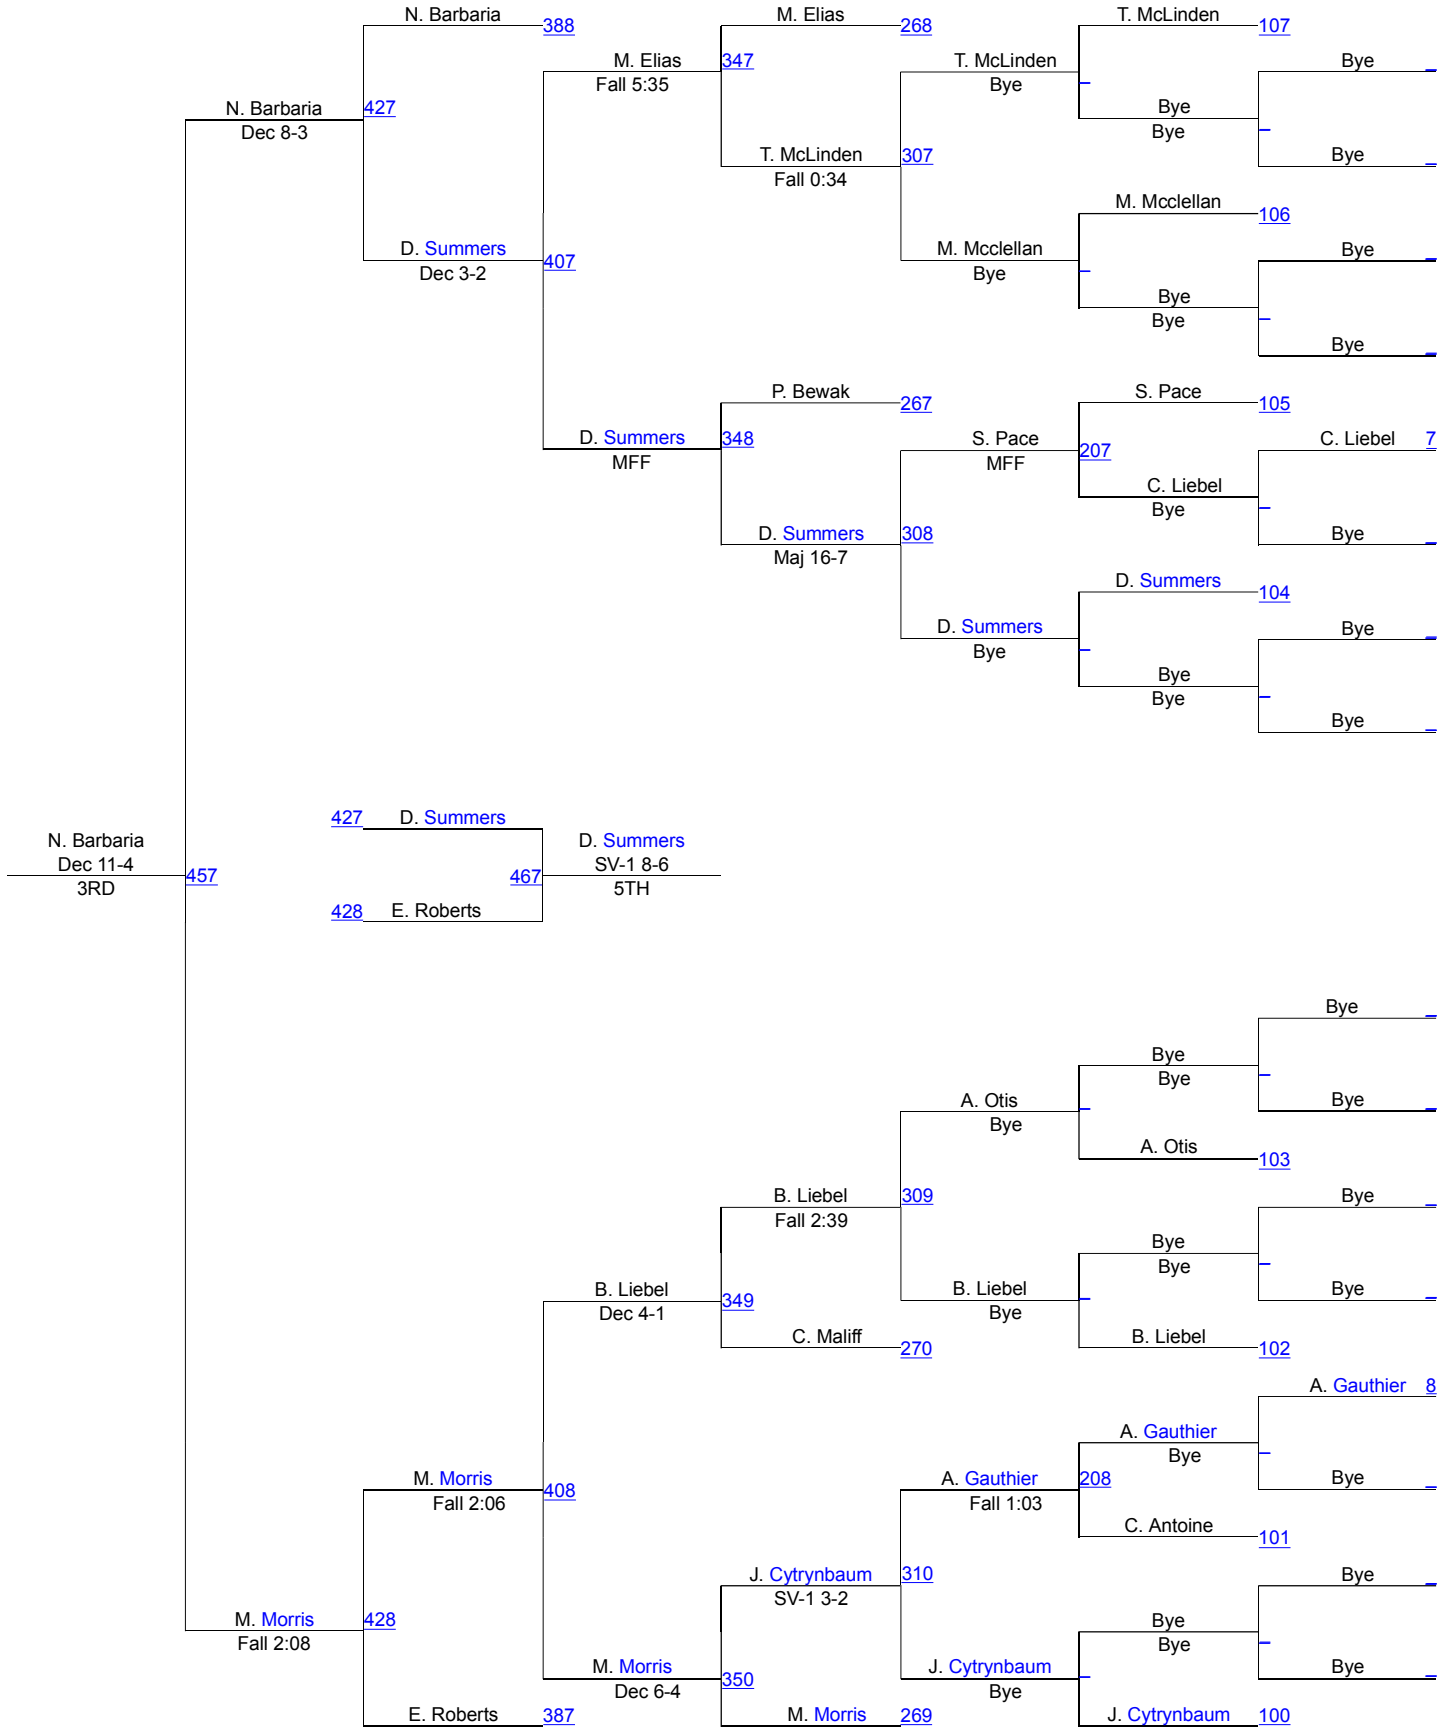 N. Barbaria 388
M. Elias 268
T. McLinden 107
M. Elias 347
Fall 5:35
T. McLinden
Bye
Bye
N. Barbaria 427
Dec 8-3
Bye
Bye
T. McLinden 307
Fall 0:34
Bye
M. Mcclellan 106
D. Summers 407
Dec 3-2
M. Mcclellan
Bye
Bye
Bye
Bye
Bye
P. Bewak 267
S. Pace 105
D. Summers 348
MFF
S. Pace 207
MFF
C. Liebel 7
C. Liebel
Bye
D. Summers 308
Maj 16-7
Bye
D. Summers 104
D. Summers
Bye
Bye
Bye
Bye
Bye
427 D. Summers
N. Barbaria
Dec 11-4
3RD
457
467
D. Summers
SV-1 8-6
5TH
428 E. Roberts
Bye
Bye
Bye
A. Otis
Bye
Bye
A. Otis 103
B. Liebel 309
Fall 2:39
Bye
Bye
Bye
B. Liebel 349
Dec 4-1
B. Liebel
Bye
Bye
C. Maliff 270
B. Liebel 102
A. Gauthier 8
A. Gauthier
Bye
M. Morris 408
Fall 2:06
A. Gauthier 208
Fall 1:03
Bye
C. Antoine 101
J. Cytrynbaum 310
SV-1 3-2
Bye
M. Morris 428
Fall 2:08
Bye
Bye
M. Morris 350
Dec 6-4
J. Cytrynbaum
Bye
Bye
E. Roberts 387
M. Morris 269
J. Cytrynbaum 100